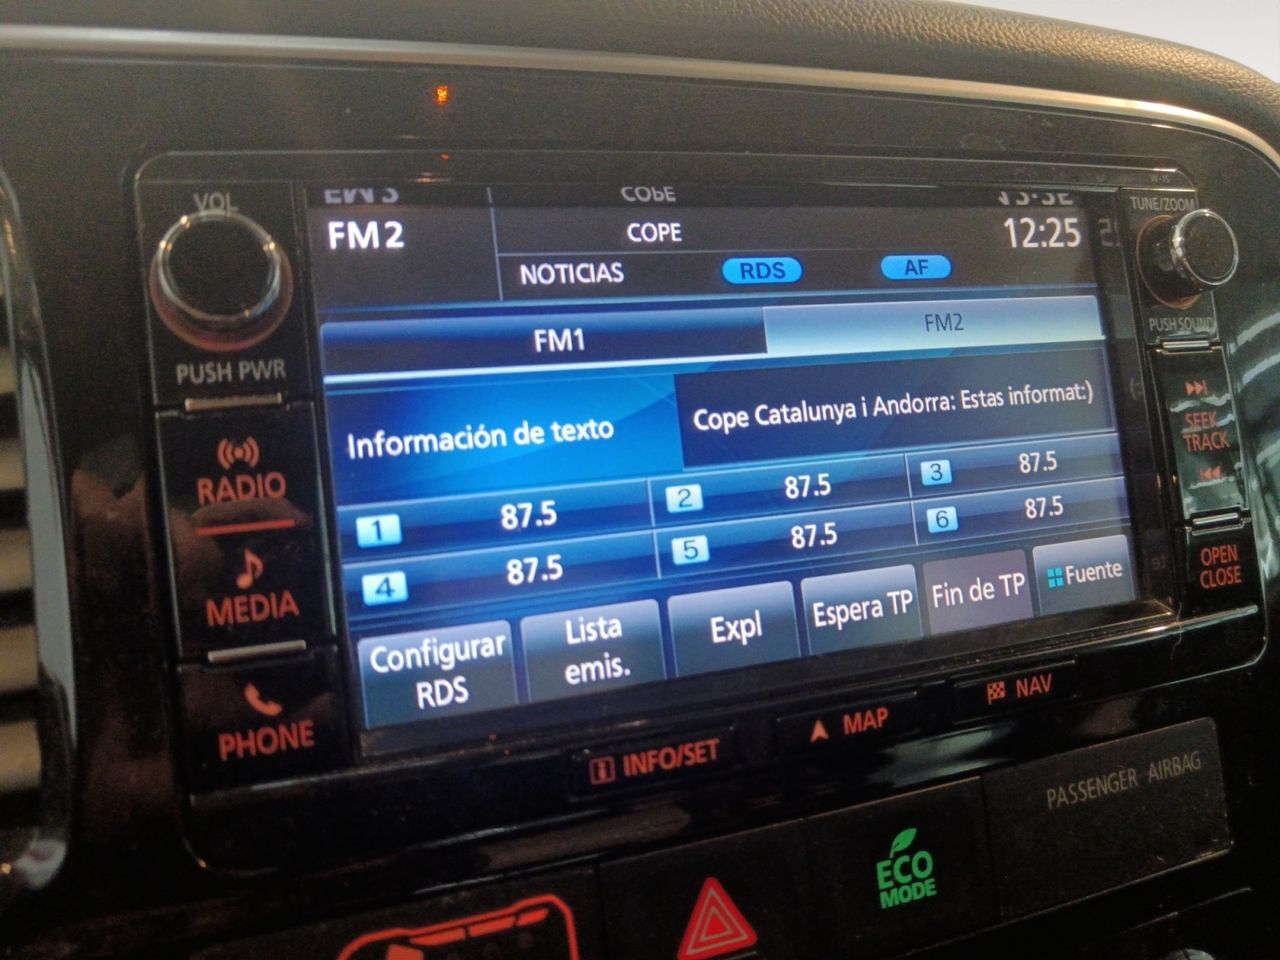 VOL
TUNE/ZOOM
FM2
COPE
12:25
NOTICIAS
RDS
AF
PUSH PWR
PUSH SOUND
FM1
FM2
Información de texto
Cope Catalunya i Andorra: Estas informat:)
1 87.5
2 87.5
3 87.5
4 87.5
5 87.5
6 87.5
Configurar
RDS
Lista
emis.
Expl
Espera TP
Fin de TP
Fuente
RADIO
MEDIA
PHONE
SEEK
TRACK
OPEN
CLOSE
INFO/SET
MAP
NAV
PASSENGER AIRBAG
ECO
MODE